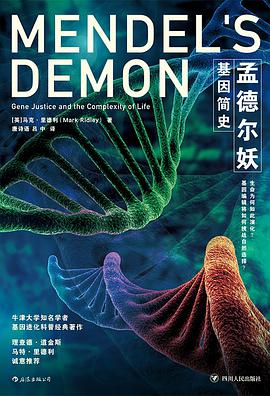 MENDEL'S
DEMON
Gene Justice and the Complexity of Life
孟德尔妖
基因简史
[英]马克·里德利(Mark Ridley) 著
唐诗语 吕 中 译
生命为何如此演化?
基因编辑将如何挑战自然选择?
牛津大学知名学者
基因进化科普经典著作
理查德·道金斯
马特·里德利
诚意推荐
后浪出版公司
四川人民出版社